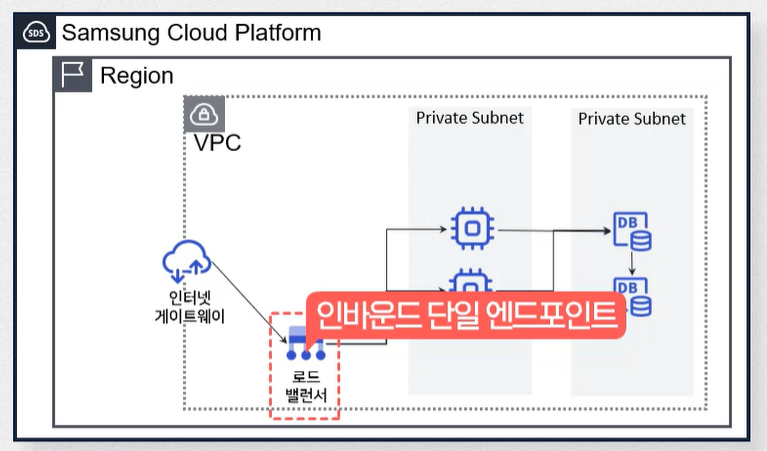 SDS
Samsung Cloud Platform
Region
VPC
Private Subnet
Private Subnet
DB
DB
인터넷
게이트웨이
인바운드 단일 엔드포인트
로드
밸런서